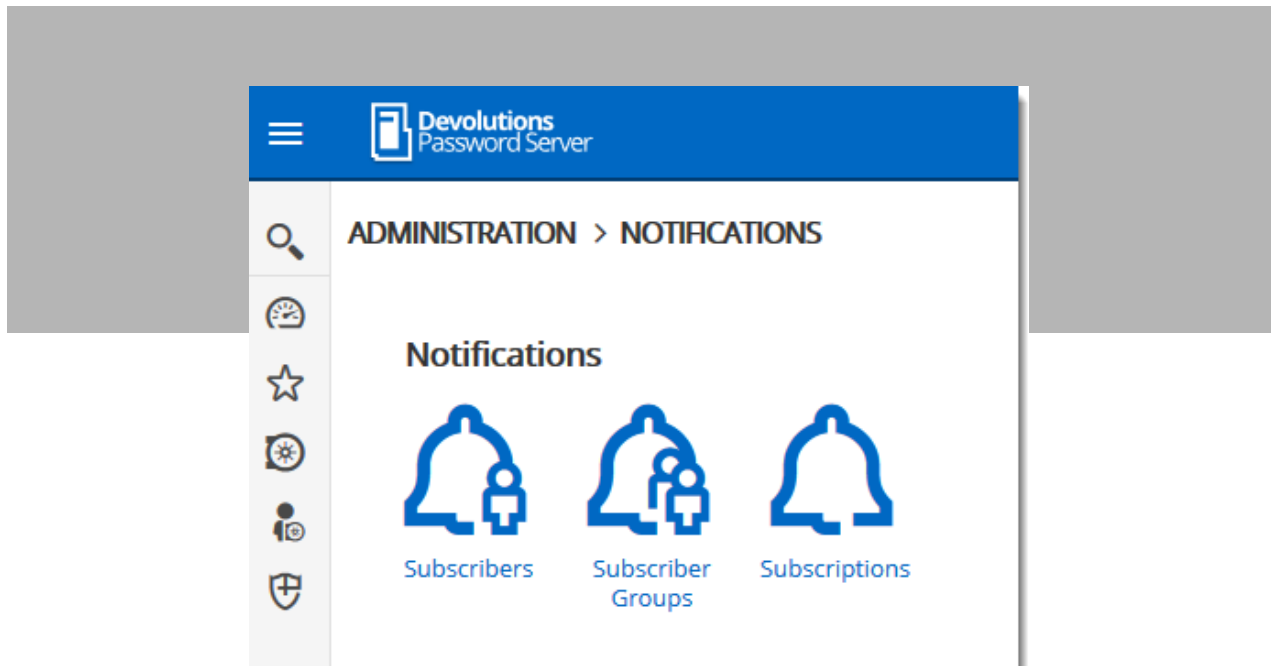 Devolutions
Password Server
ADMINISTRATION > NOTIFICATIONS
Notifications
Subscribers
Subscriber
Groups
Subscriptions